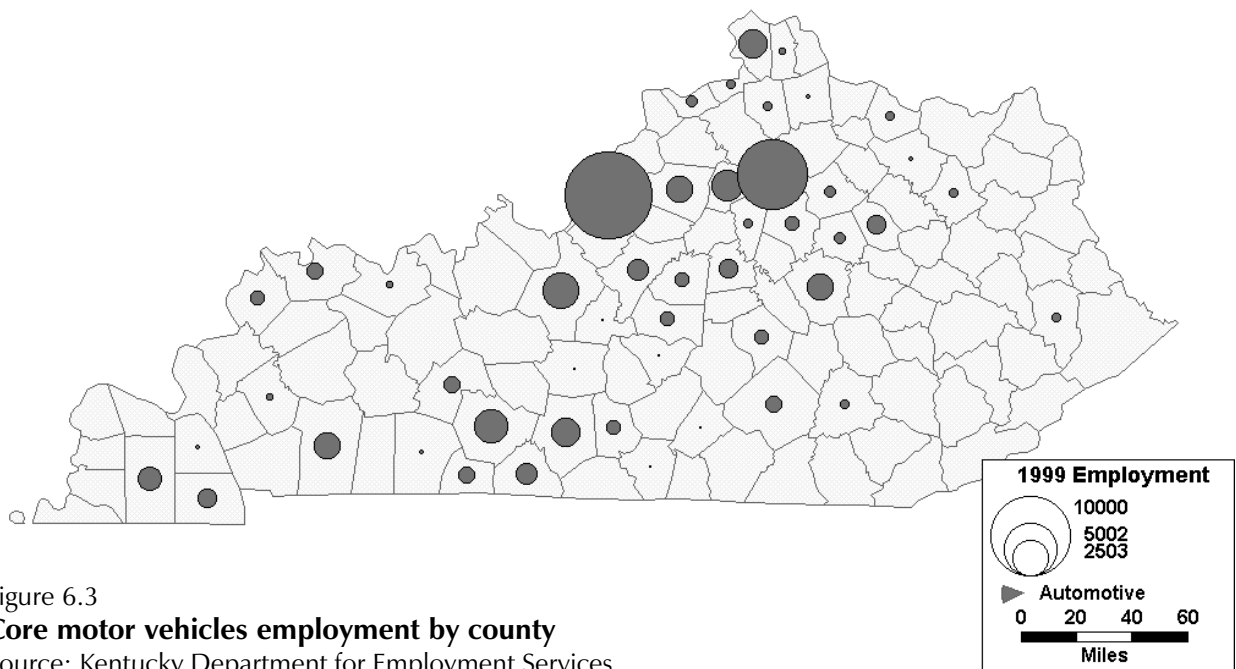 1999 Employment
10000
5002
2503
Automotive
0 20 40 60
Miles
igure 6.3
Core motor vehicles employment by county
ource: Kentucky Department for Employment Services